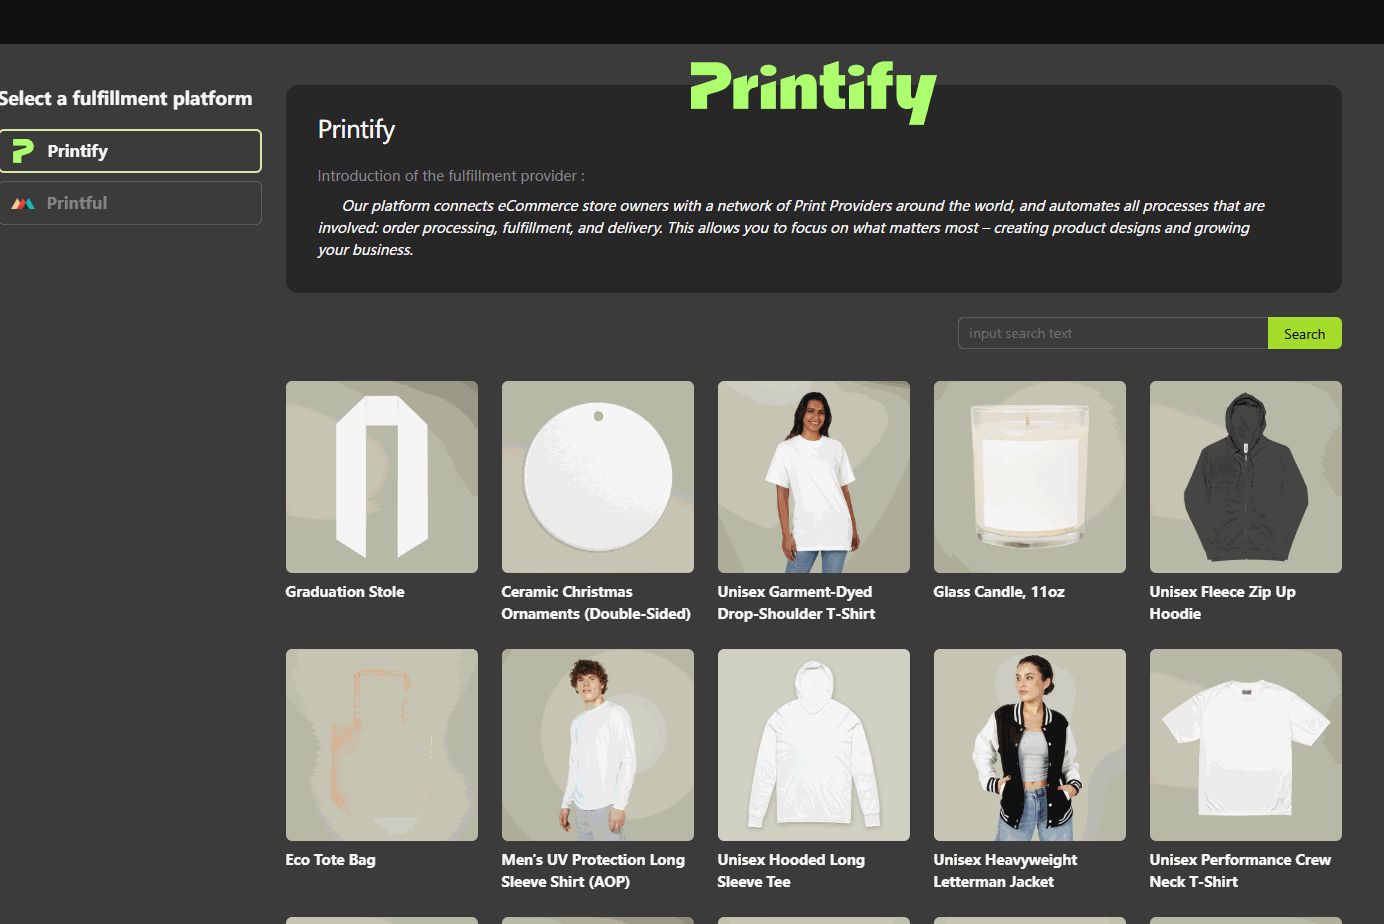 Printify
Select a fulfillment platform
Printify
Printful
Printify
Introduction of the fulfillment provider :
Our platform connects eCommerce store owners with a network of Print Providers around the world, and automates all processes that are
involved: order processing, fulfillment, and delivery. This allows you to focus on what matters most – creating product designs and growing
your business.
input search text
Search
Graduation Stole
Ceramic Christmas
Ornaments (Double-Sided)
Unisex Garment-Dyed
Drop-Shoulder T-Shirt
Glass Candle, 11oz
Unisex Fleece Zip Up
Hoodie
Eco Tote Bag
Men's UV Protection Long
Sleeve Shirt (AOP)
Unisex Hooded Long
Sleeve Tee
Unisex Heavyweight
Letterman Jacket
Unisex Performance Crew
Neck T-Shirt